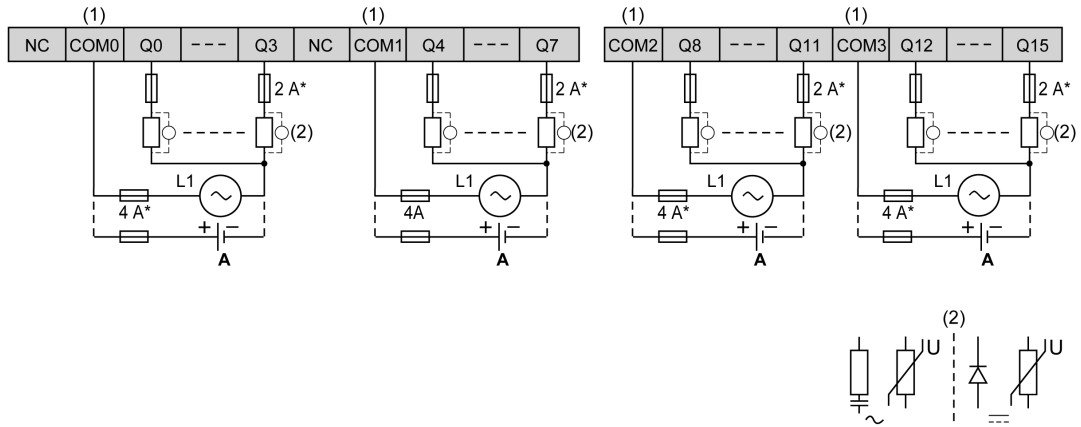 (1) (1) (1) (1)
NC COM0 Q0 --- Q3 NC COM1 Q4 --- Q7 COM2 Q8 --- Q11 COM3 Q12 --- Q15
2 A* 2 A* 2 A* 2 A*
(2) (2) (2) (2)
L1 L1 L1 L1
4 A* 4A 4 A* 4 A*
+ − + − + − + −
A A A A
(2)
U U